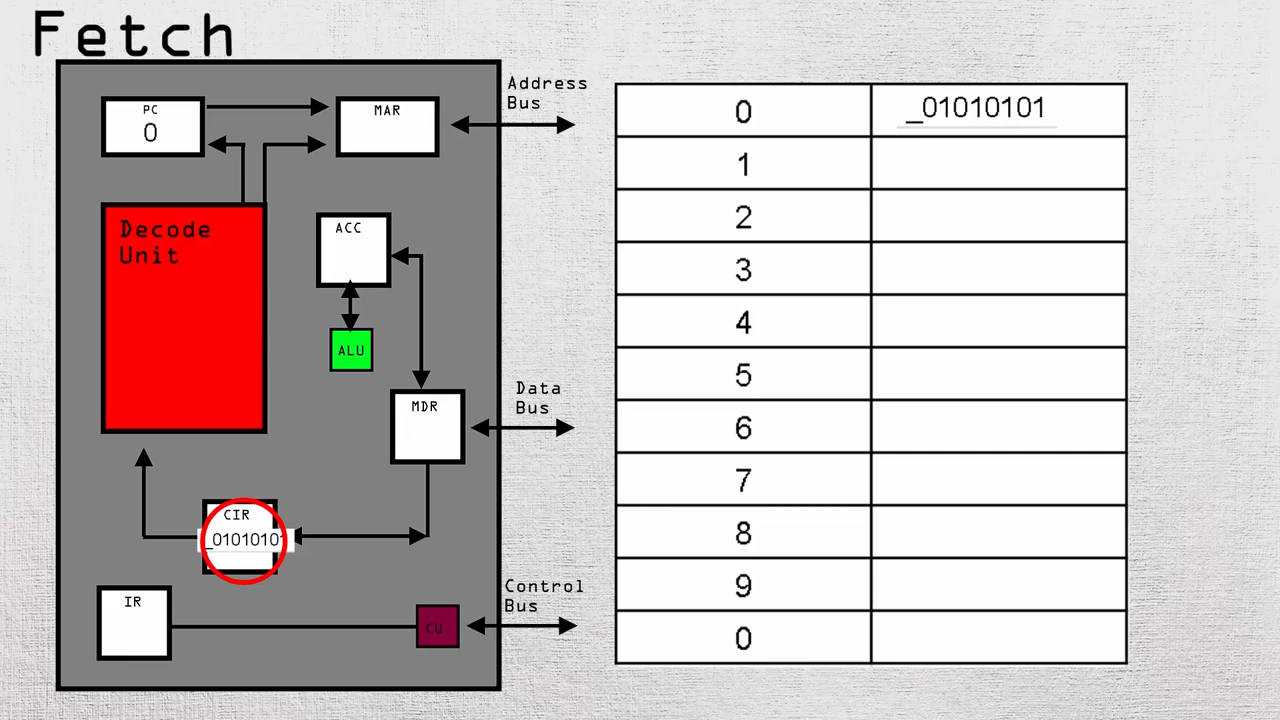 Fetch
PC
0
MAR
Address
Bus
Decode
Unit
ACC
ALU
MDR
Data
Bus
CIR
_01010101
IR
Cu
Control
Bus
0 _01010101
1
2
3
4
5
6
7
8
9
0